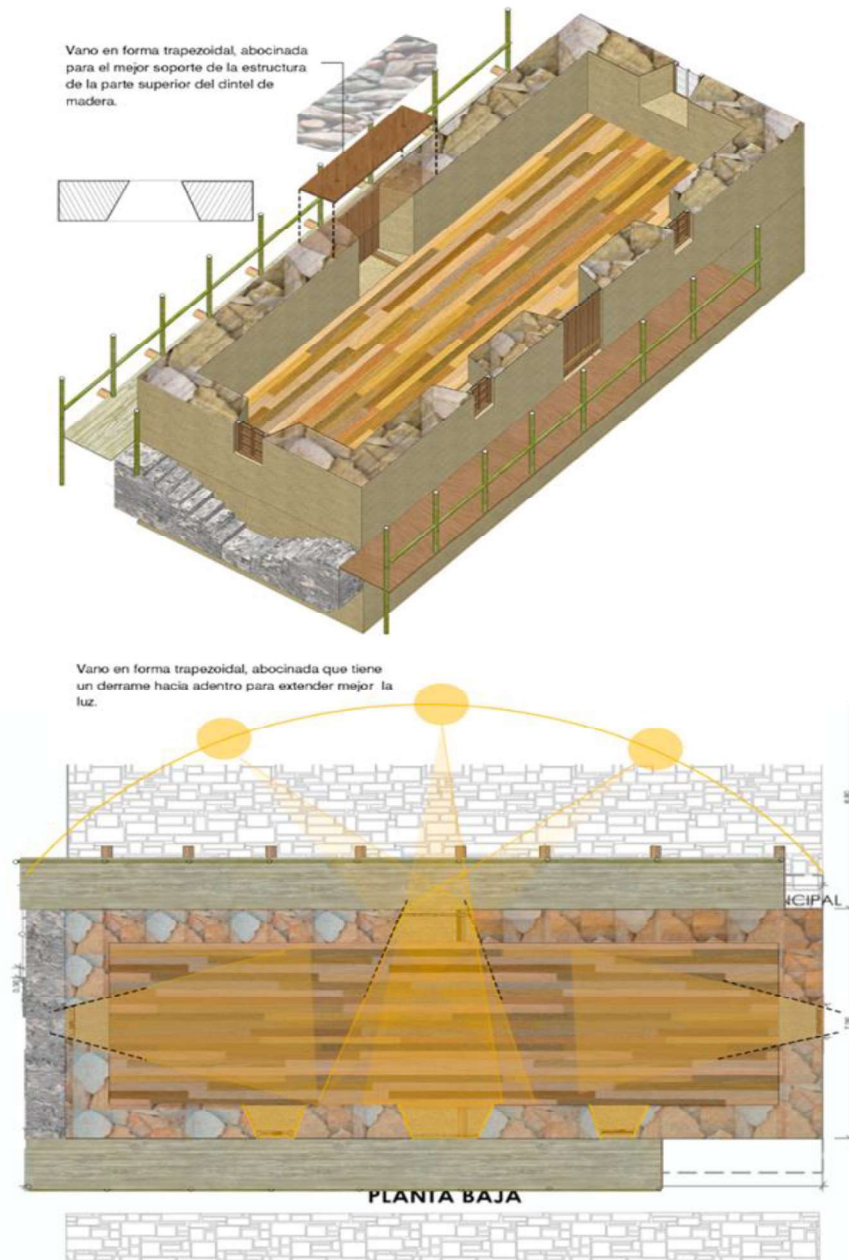 Vano en forma trapezoidal, abocinada
para el mejor soporte de la estructura
de la parte superior del dintel de
madera.
Vano en forma trapezoidal, abocinada que tiene
un derrame hacia adentro para extender mejor la
luz.
NCIPAL
PLANTA BAJA